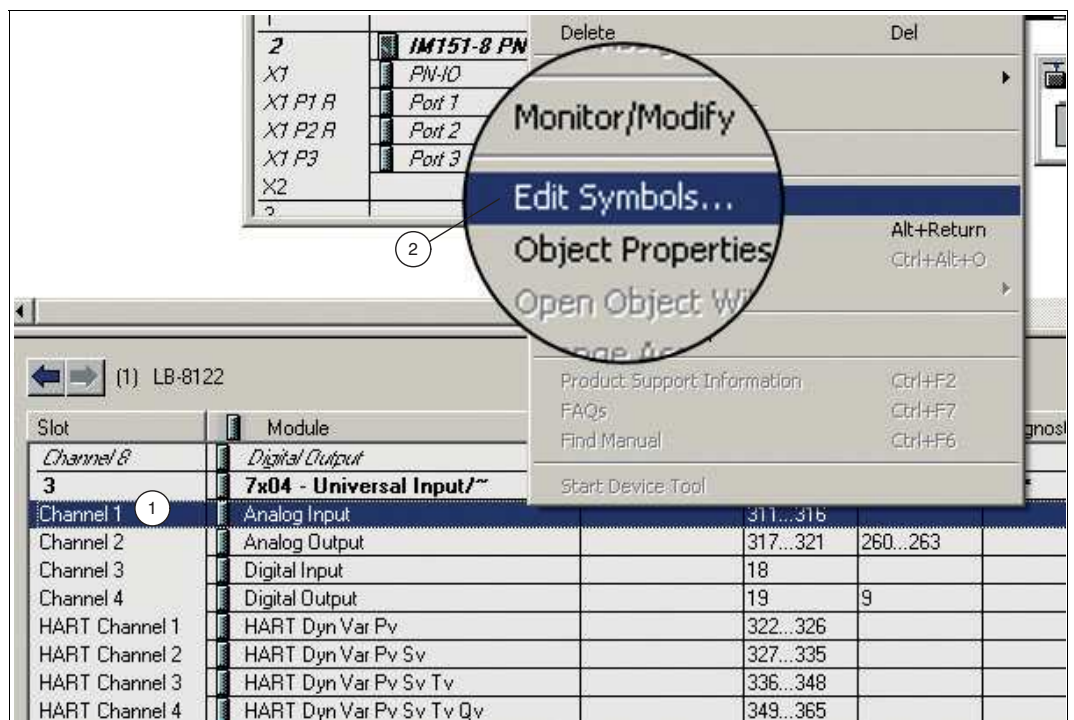 1
2 IM151-8 PN
X1 PN-IO
X1 P1 R Port 1
X1 P2 R Port 2
X1 P3 Port 3
X2
3
Delete Del
Monitor/Modify
Edit Symbols...
Object Properties
Open Object Wi
Alt+Return
Ctrl+Alt+O
Product Support Information Ctrl+F2
FAQs Ctrl+F7
Find Manual Ctrl+F6
Start Device Tool
2
(1) LB-8122
Slot Module gnost
Channel 8 Digital Output
3 7x04 - Universal Input/~
1
Channel 1 Analog Input 311...316
Channel 2 Analog Output 317...321 260...263
Channel 3 Digital Input 18
Channel 4 Digital Output 19 9
HART Channel 1 HART Dyn Var Pv 322...326
HART Channel 2 HART Dyn Var Pv Sv 327...335
HART Channel 3 HART Dyn Var Pv Sv Tv 336...348
HART Channel 4 HART Dyn Var Pv Sv Tv Qv 349...365